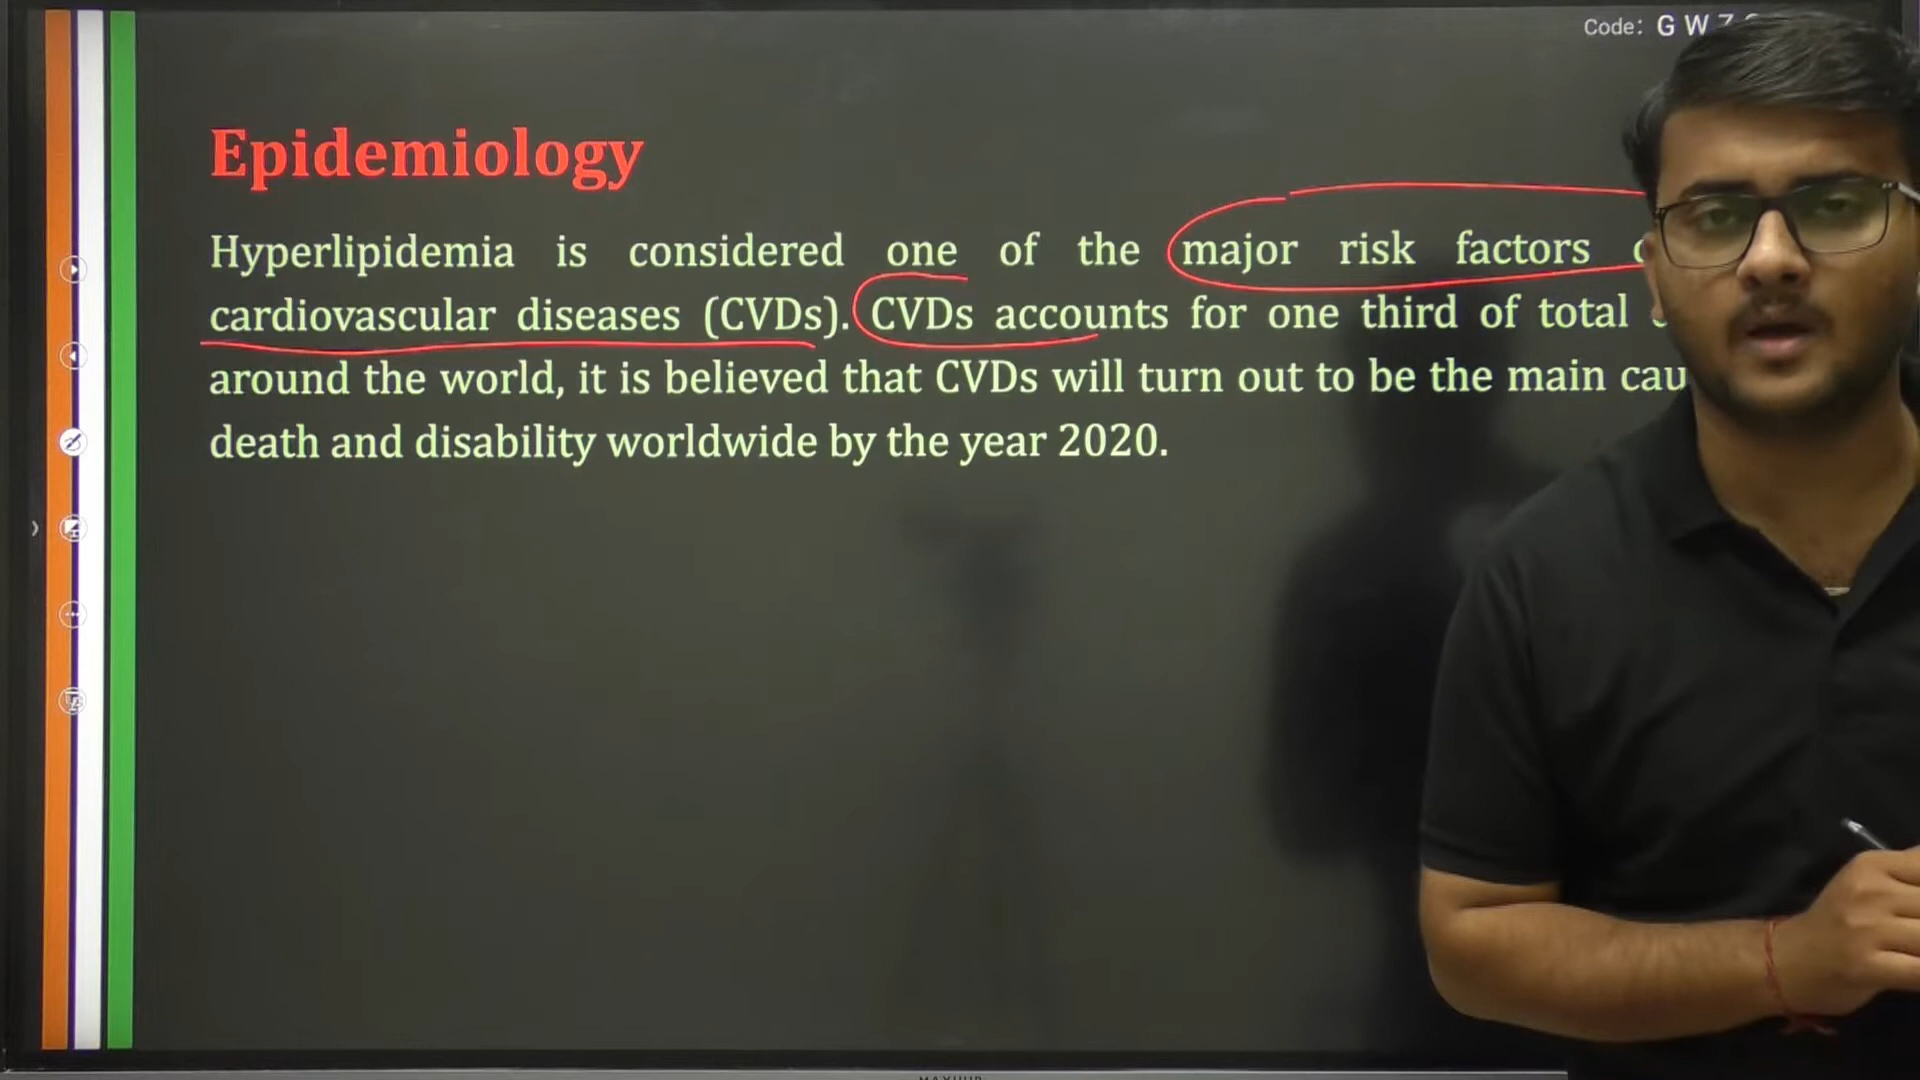 Code: G W
Epidemiology
Hyperlipidemia is considered one of the major risk factors
cardiovascular diseases (CVDs). CVDs accounts for one third of total
around the world, it is believed that CVDs will turn out to be the main cau
death and disability worldwide by the year 2020.